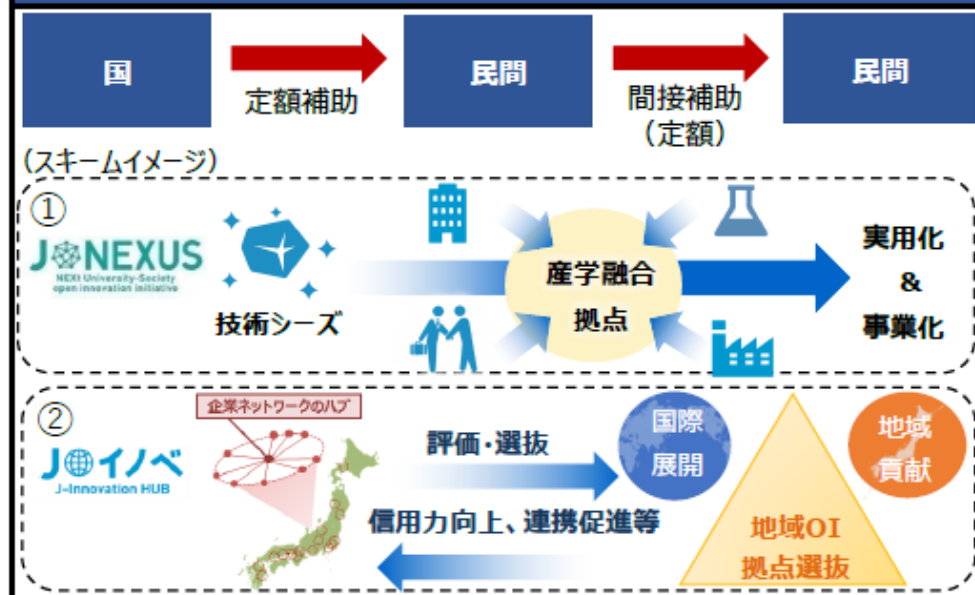 国
定額補助
民間
間接補助
（定額）
民間
（スキームイメージ）
①
J NEXUS
NEXt University-Society
open innovation initiative
技術シーズ
産学融合
拠点
実用化
&
事業化
②
企業ネットワークのハブ
J イノベ
J-Innovation HUB
評価・選抜
信用力向上、連携促進等
国際
展開
地域OI
拠点選抜
地域
貢献